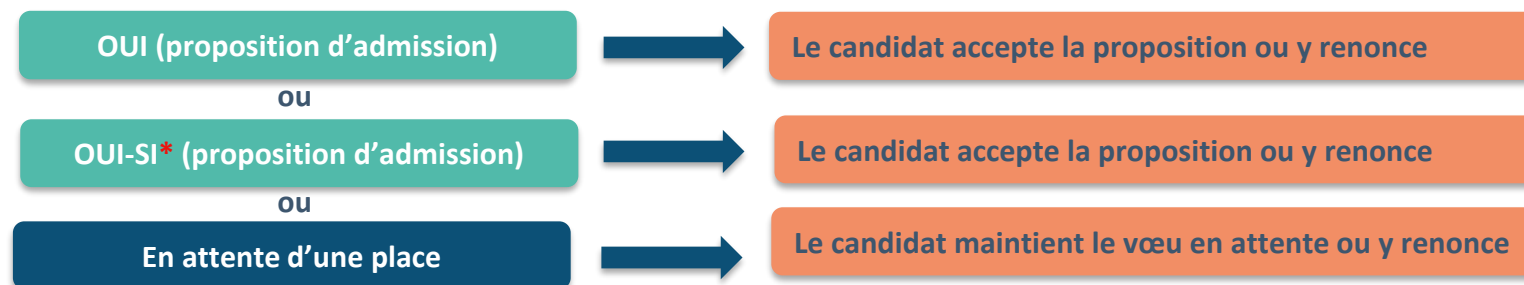 OUI (proposition d’admission)
Le candidat accepte la proposition ou y renonce
ou
OUI-SI* (proposition d’admission)
Le candidat accepte la proposition ou y renonce
ou
En attente d’une place
Le candidat maintient le vœu en attente ou y renonce